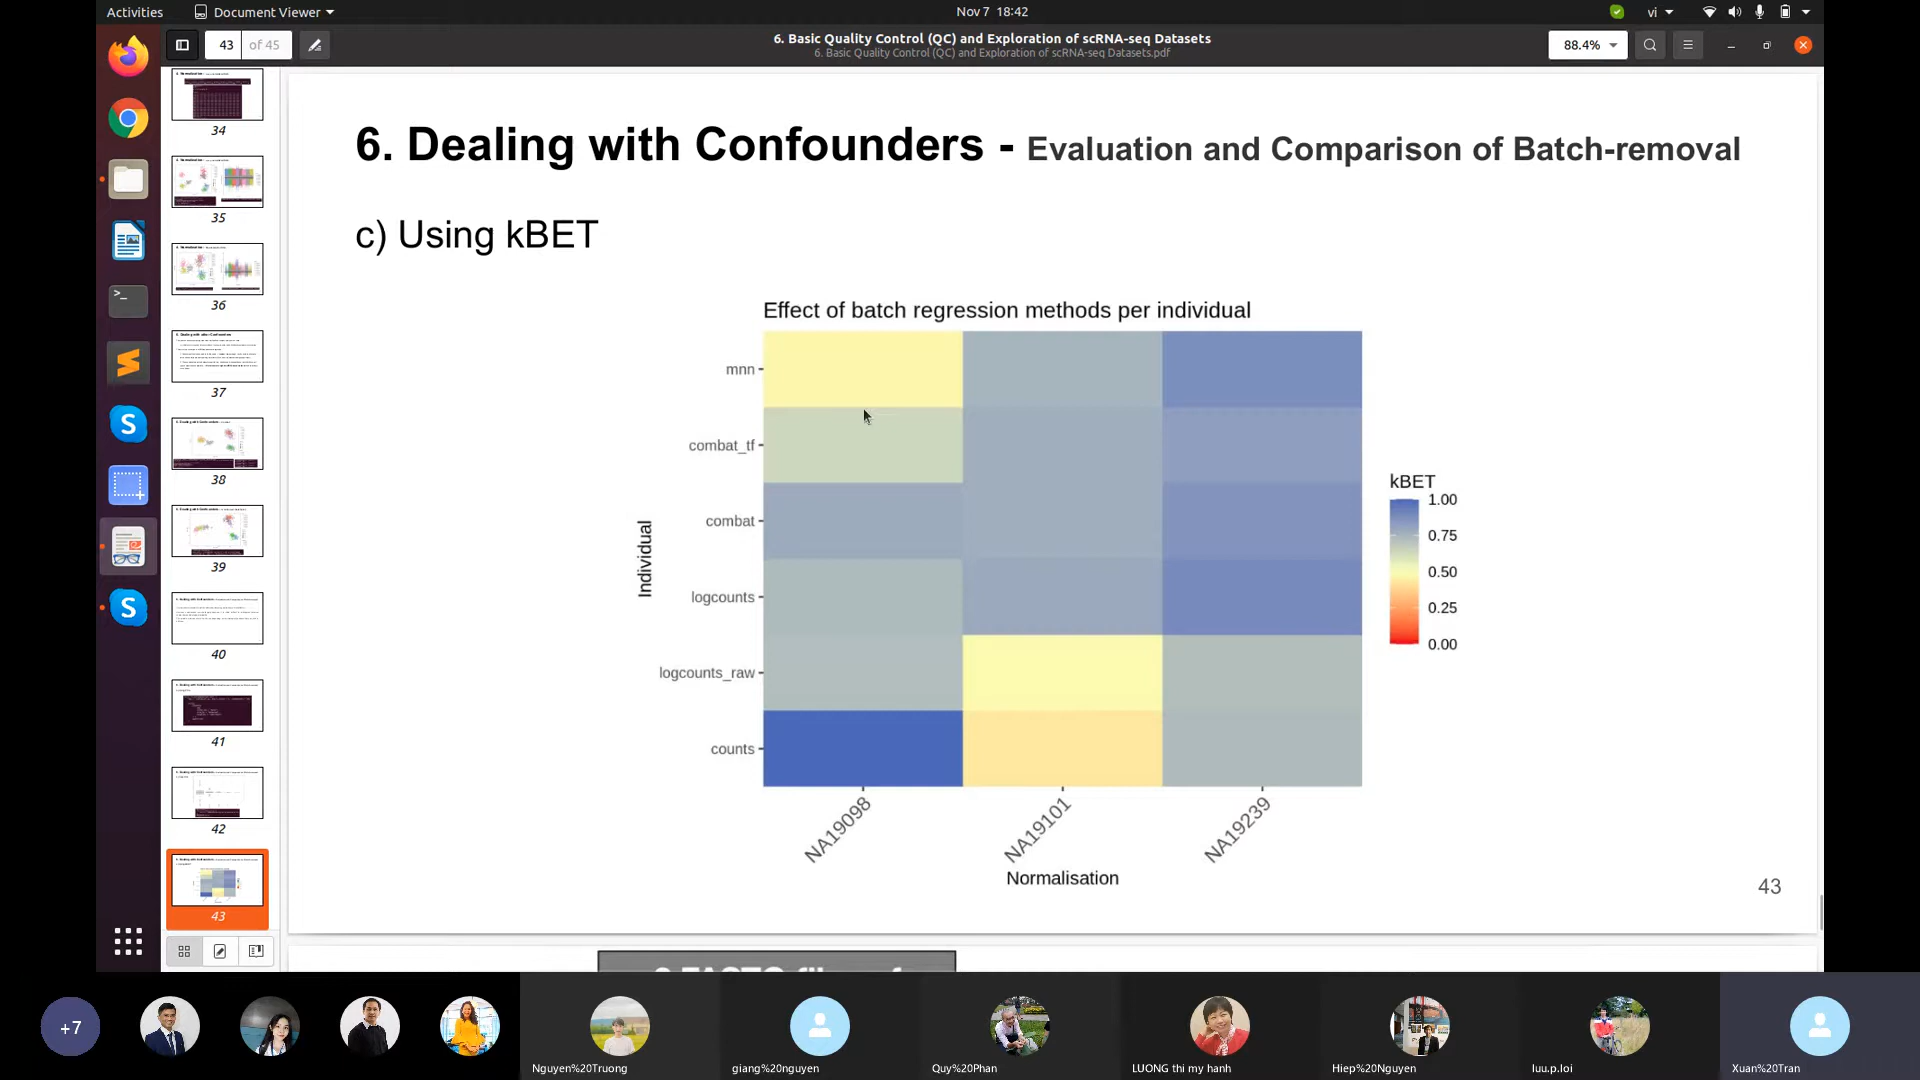 Activities
Document Viewer
Nov 7 18:42
vi
43 of 45
6. Basic Quality Control (QC) and Exploration of scRNA-seq Datasets
6. Basic Quality Control (QC) and Exploration of scRNA-seq Datasets.pdf
88.4%
34
35
36
37
38
39
40
41
42
43
6. Dealing with Confounders - Evaluation and Comparison of Batch-removal
c) Using kBET
Effect of batch regression methods per individual
Individual
mnn
combat_tf
combat
logcounts
logcounts_raw
counts
NA19098
NA19101
NA19239
Normalisation
kBET
1.00
0.75
0.50
0.25
0.00
43
+7
Nguyen%20Truong
giang%20nguyen
Quy%20Phan
LUONG thi my hanh
Hiep%20Nguyen
luu.p.loi
Xuan%20Tran